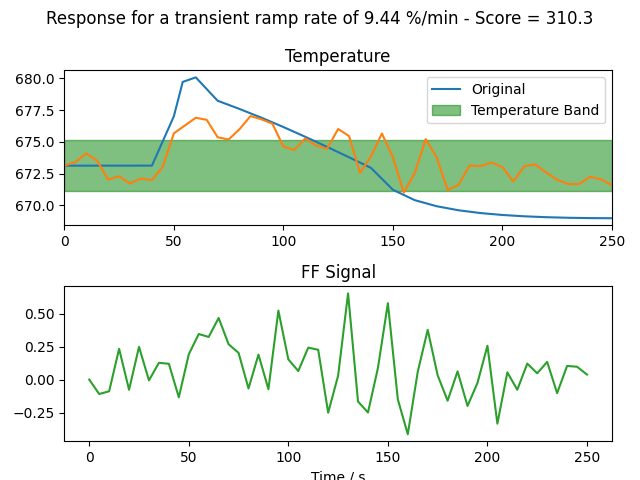 Response for a transient ramp rate of 9.44 %/min - Score = 310.3
Temperature
680.0
677.5
675.0
672.5
670.0
Original
Temperature Band
0 50 100 150 200 250
FF Signal
0.50
0.25
0.00
−0.25
0 50 100 150 200 250
Time / s